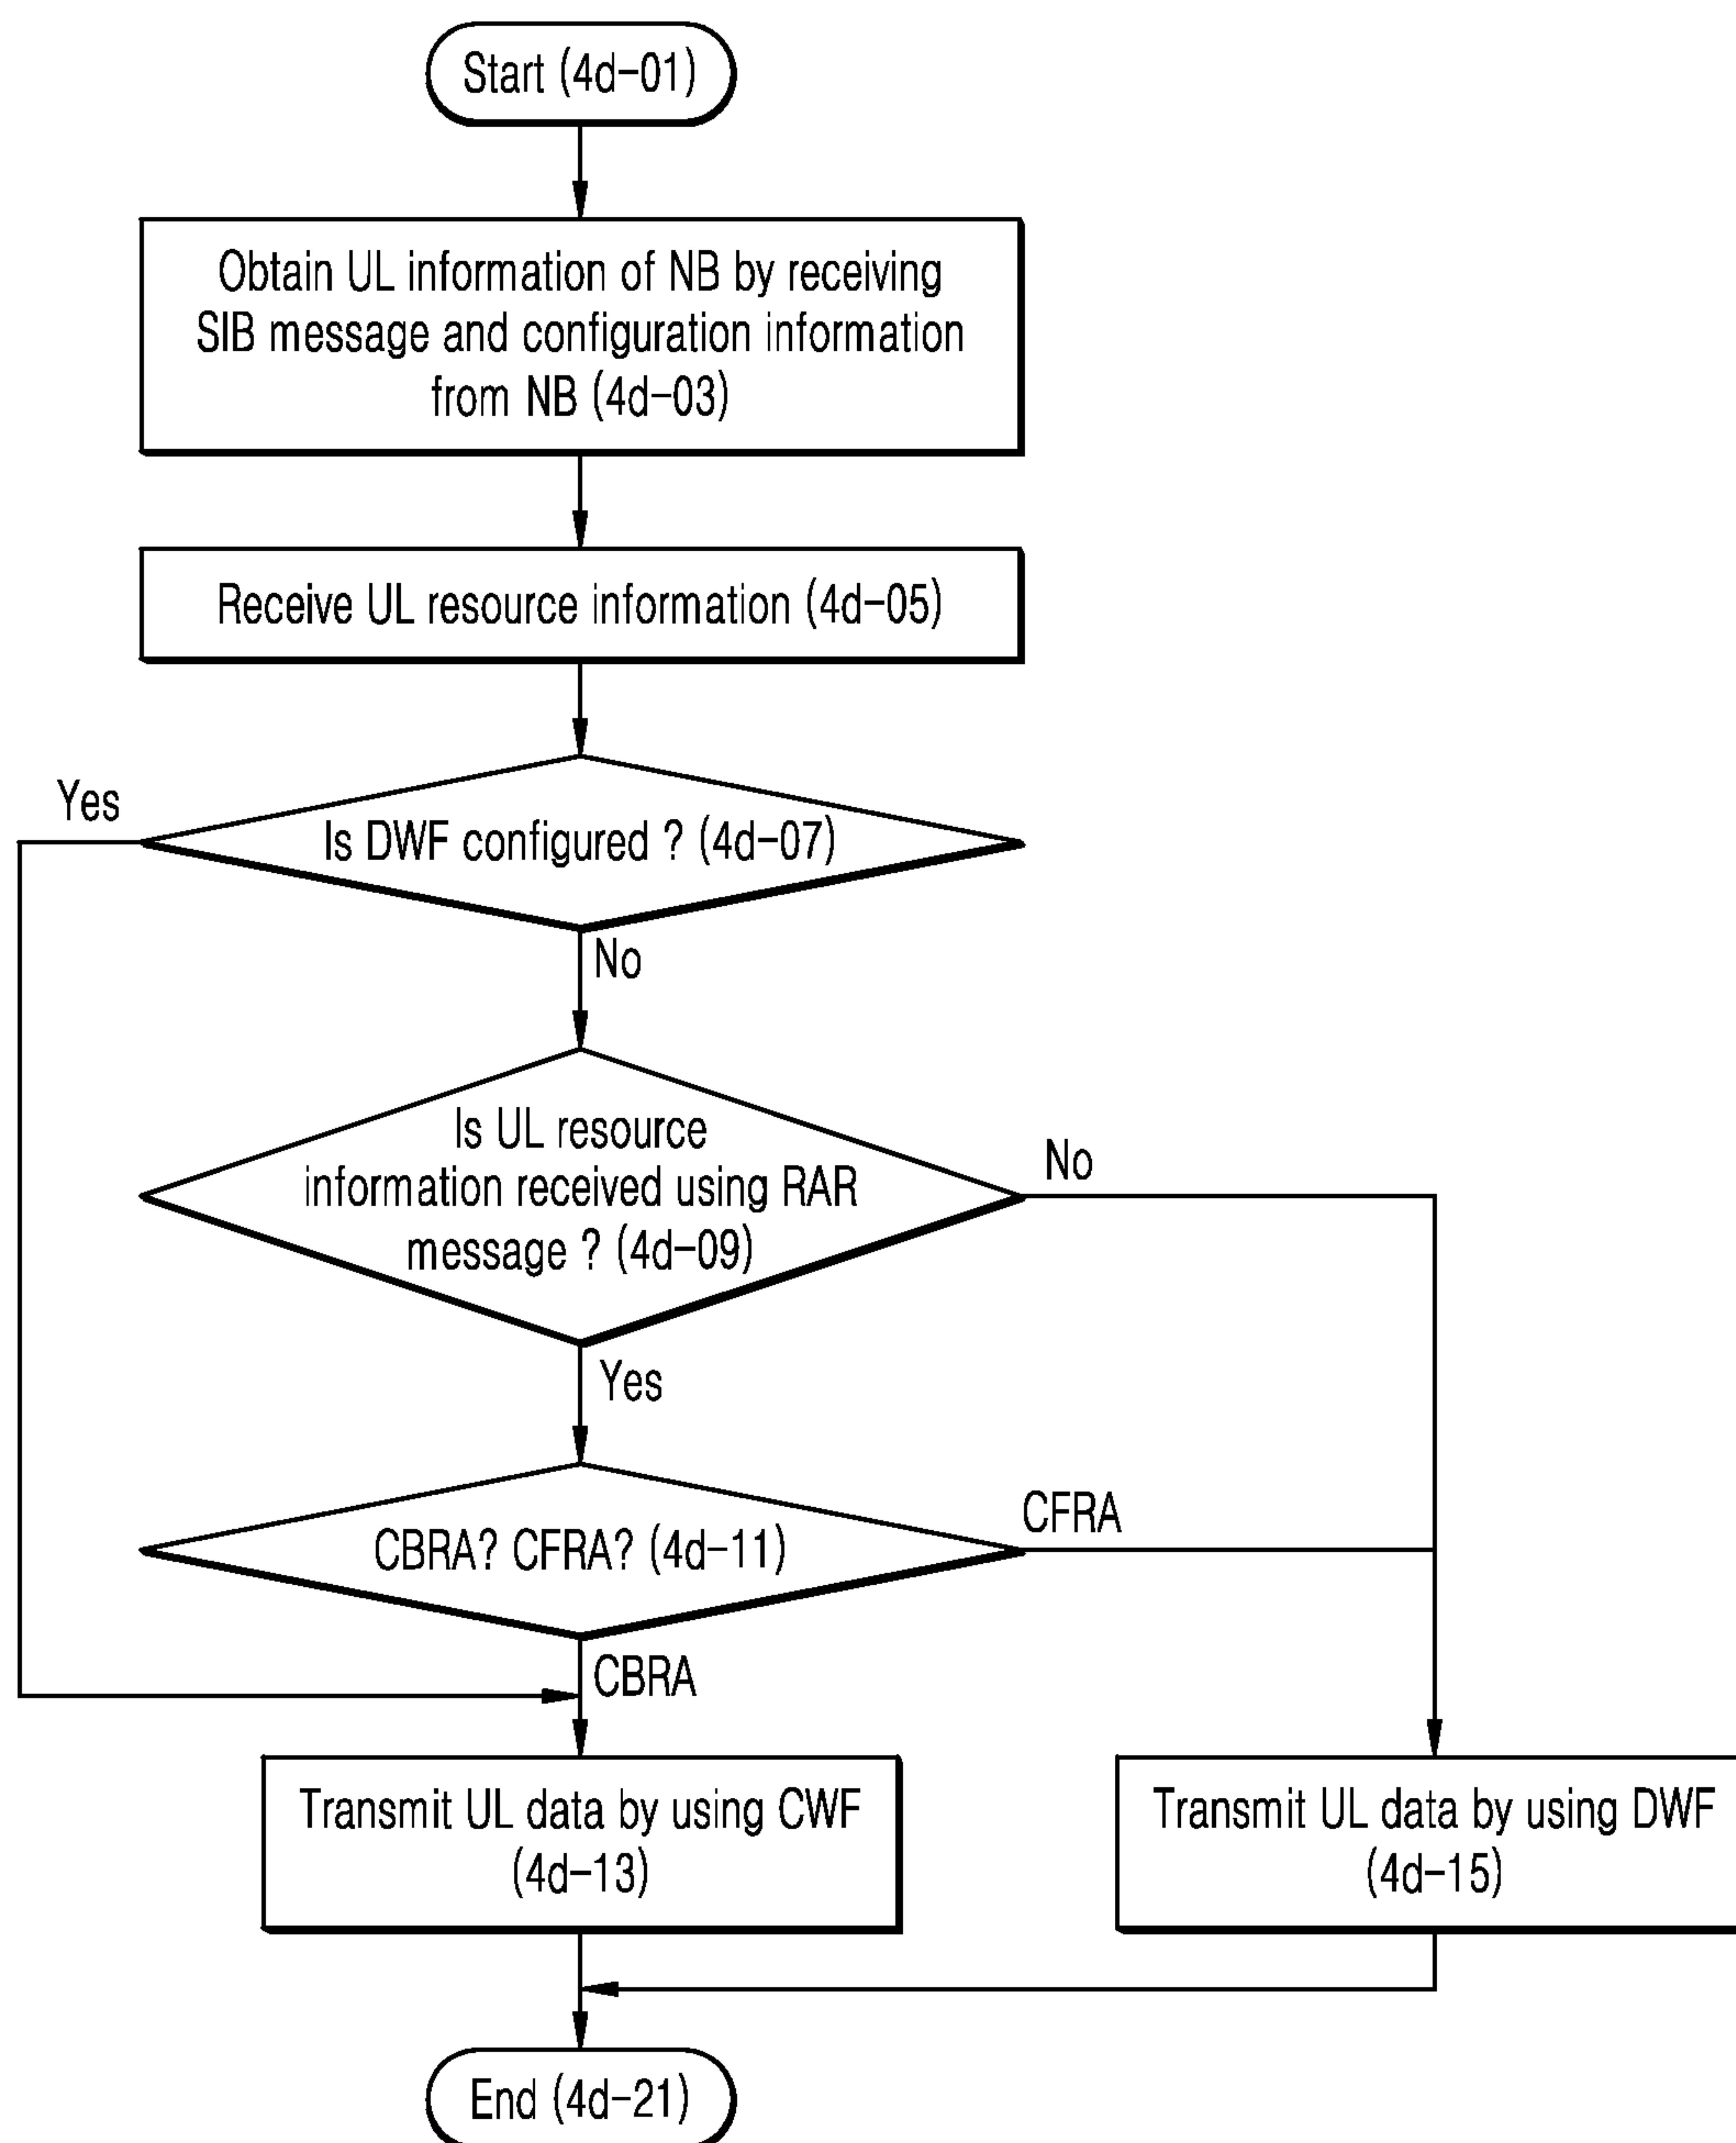 Start (4d-01)
Obtain UL information of NB by receiving
SIB message and configuration information
from NB (4d-03)
Receive UL resource information (4d-05)
Yes
Is DWF configured ? (4d-07)
No
Is UL resource
information received using RAR
message ? (4d-09)
No
Yes
CBRA? CFRA? (4d-11)
CFRA
CBRA
Transmit UL data by using CWF
(4d-13)
Transmit UL data by using DWF
(4d-15)
End (4d-21)